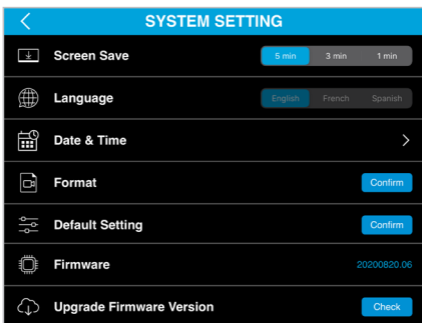 SYSTEM SETTING
Screen Save 5 min 3 min 1 min
Language English French Spanish
Date & Time
Format Confirm
Default Setting Confirm
Firmware 20200820.06
Upgrade Firmware Version Check